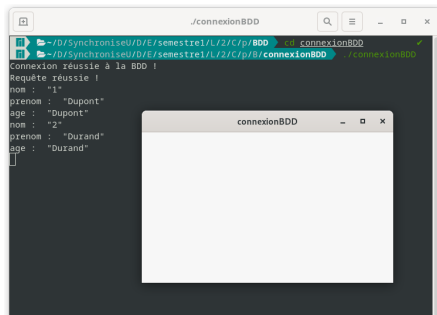 ./connexionBDD
~/D/SynchroniseU/D/E/semestre1/L/2/C/p/BDD cd connexionBDD ✔
~/D/SynchroniseU/D/E/semestre1/L/2/C/p/B/connexionBDD ./connexionBDD
Connexion réussie à la BDD !
Requête réussie !
nom : "1"
prenom : "Dupont"
age : "Dupont"
nom : "2"
prenom : "Durand"
age : "Durand"
connexionBDD